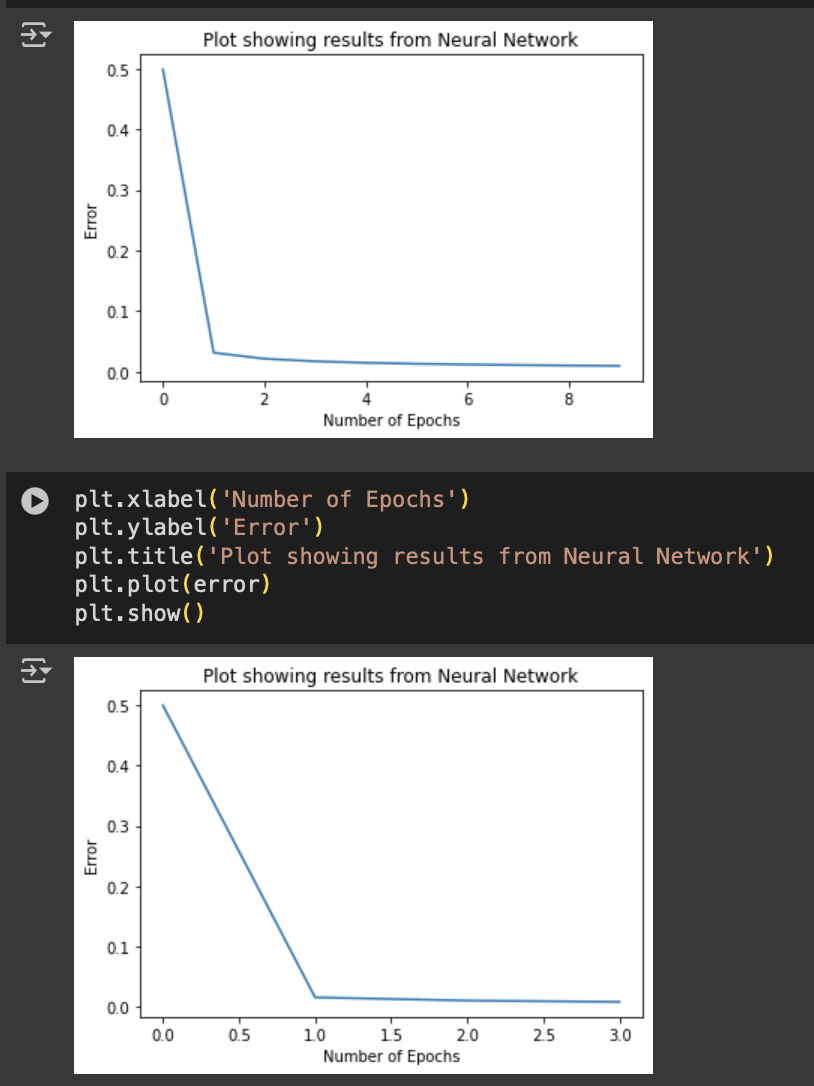 Plot showing results from Neural Network
0.5
0.4
0.3
0.2
0.1
0.0
Error
0 2 4 6 8
Number of Epochs
plt.xlabel('Number of Epochs')
plt.ylabel('Error')
plt.title('Plot showing results from Neural Network')
plt.plot(error)
plt.show()
Plot showing results from Neural Network
0.5
0.4
0.3
0.2
0.1
0.0
Error
0.0 0.5 1.0 1.5 2.0 2.5 3.0
Number of Epochs